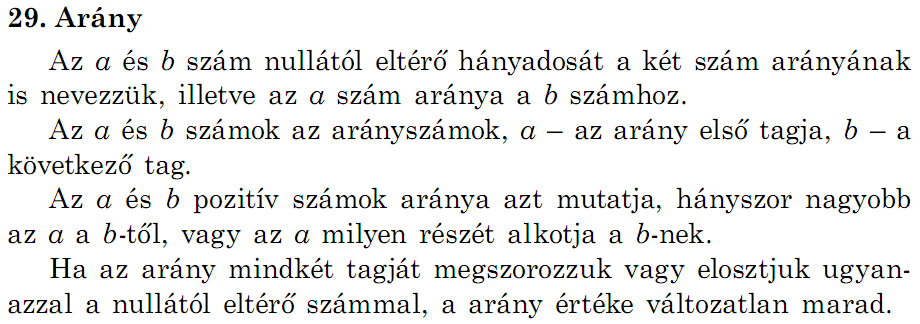 29. Arány
Az a és b szám nullától eltérő hányadosát a két szám arányának
is nevezzük, illetve az a szám aránya a b számhoz.
Az a és b számok az arányszámok, a – az arány első tagja, b – a
következő tag.
Az a és b pozitív számok aránya azt mutatja, hányszor nagyobb
az a a b-től, vagy az a milyen részét alkotja a b-nek.
Ha az arány mindkét tagját megszorozzuk vagy elosztjuk ugyan-
azzal a nullától eltérő számmal, a arány értéke változatlan marad.